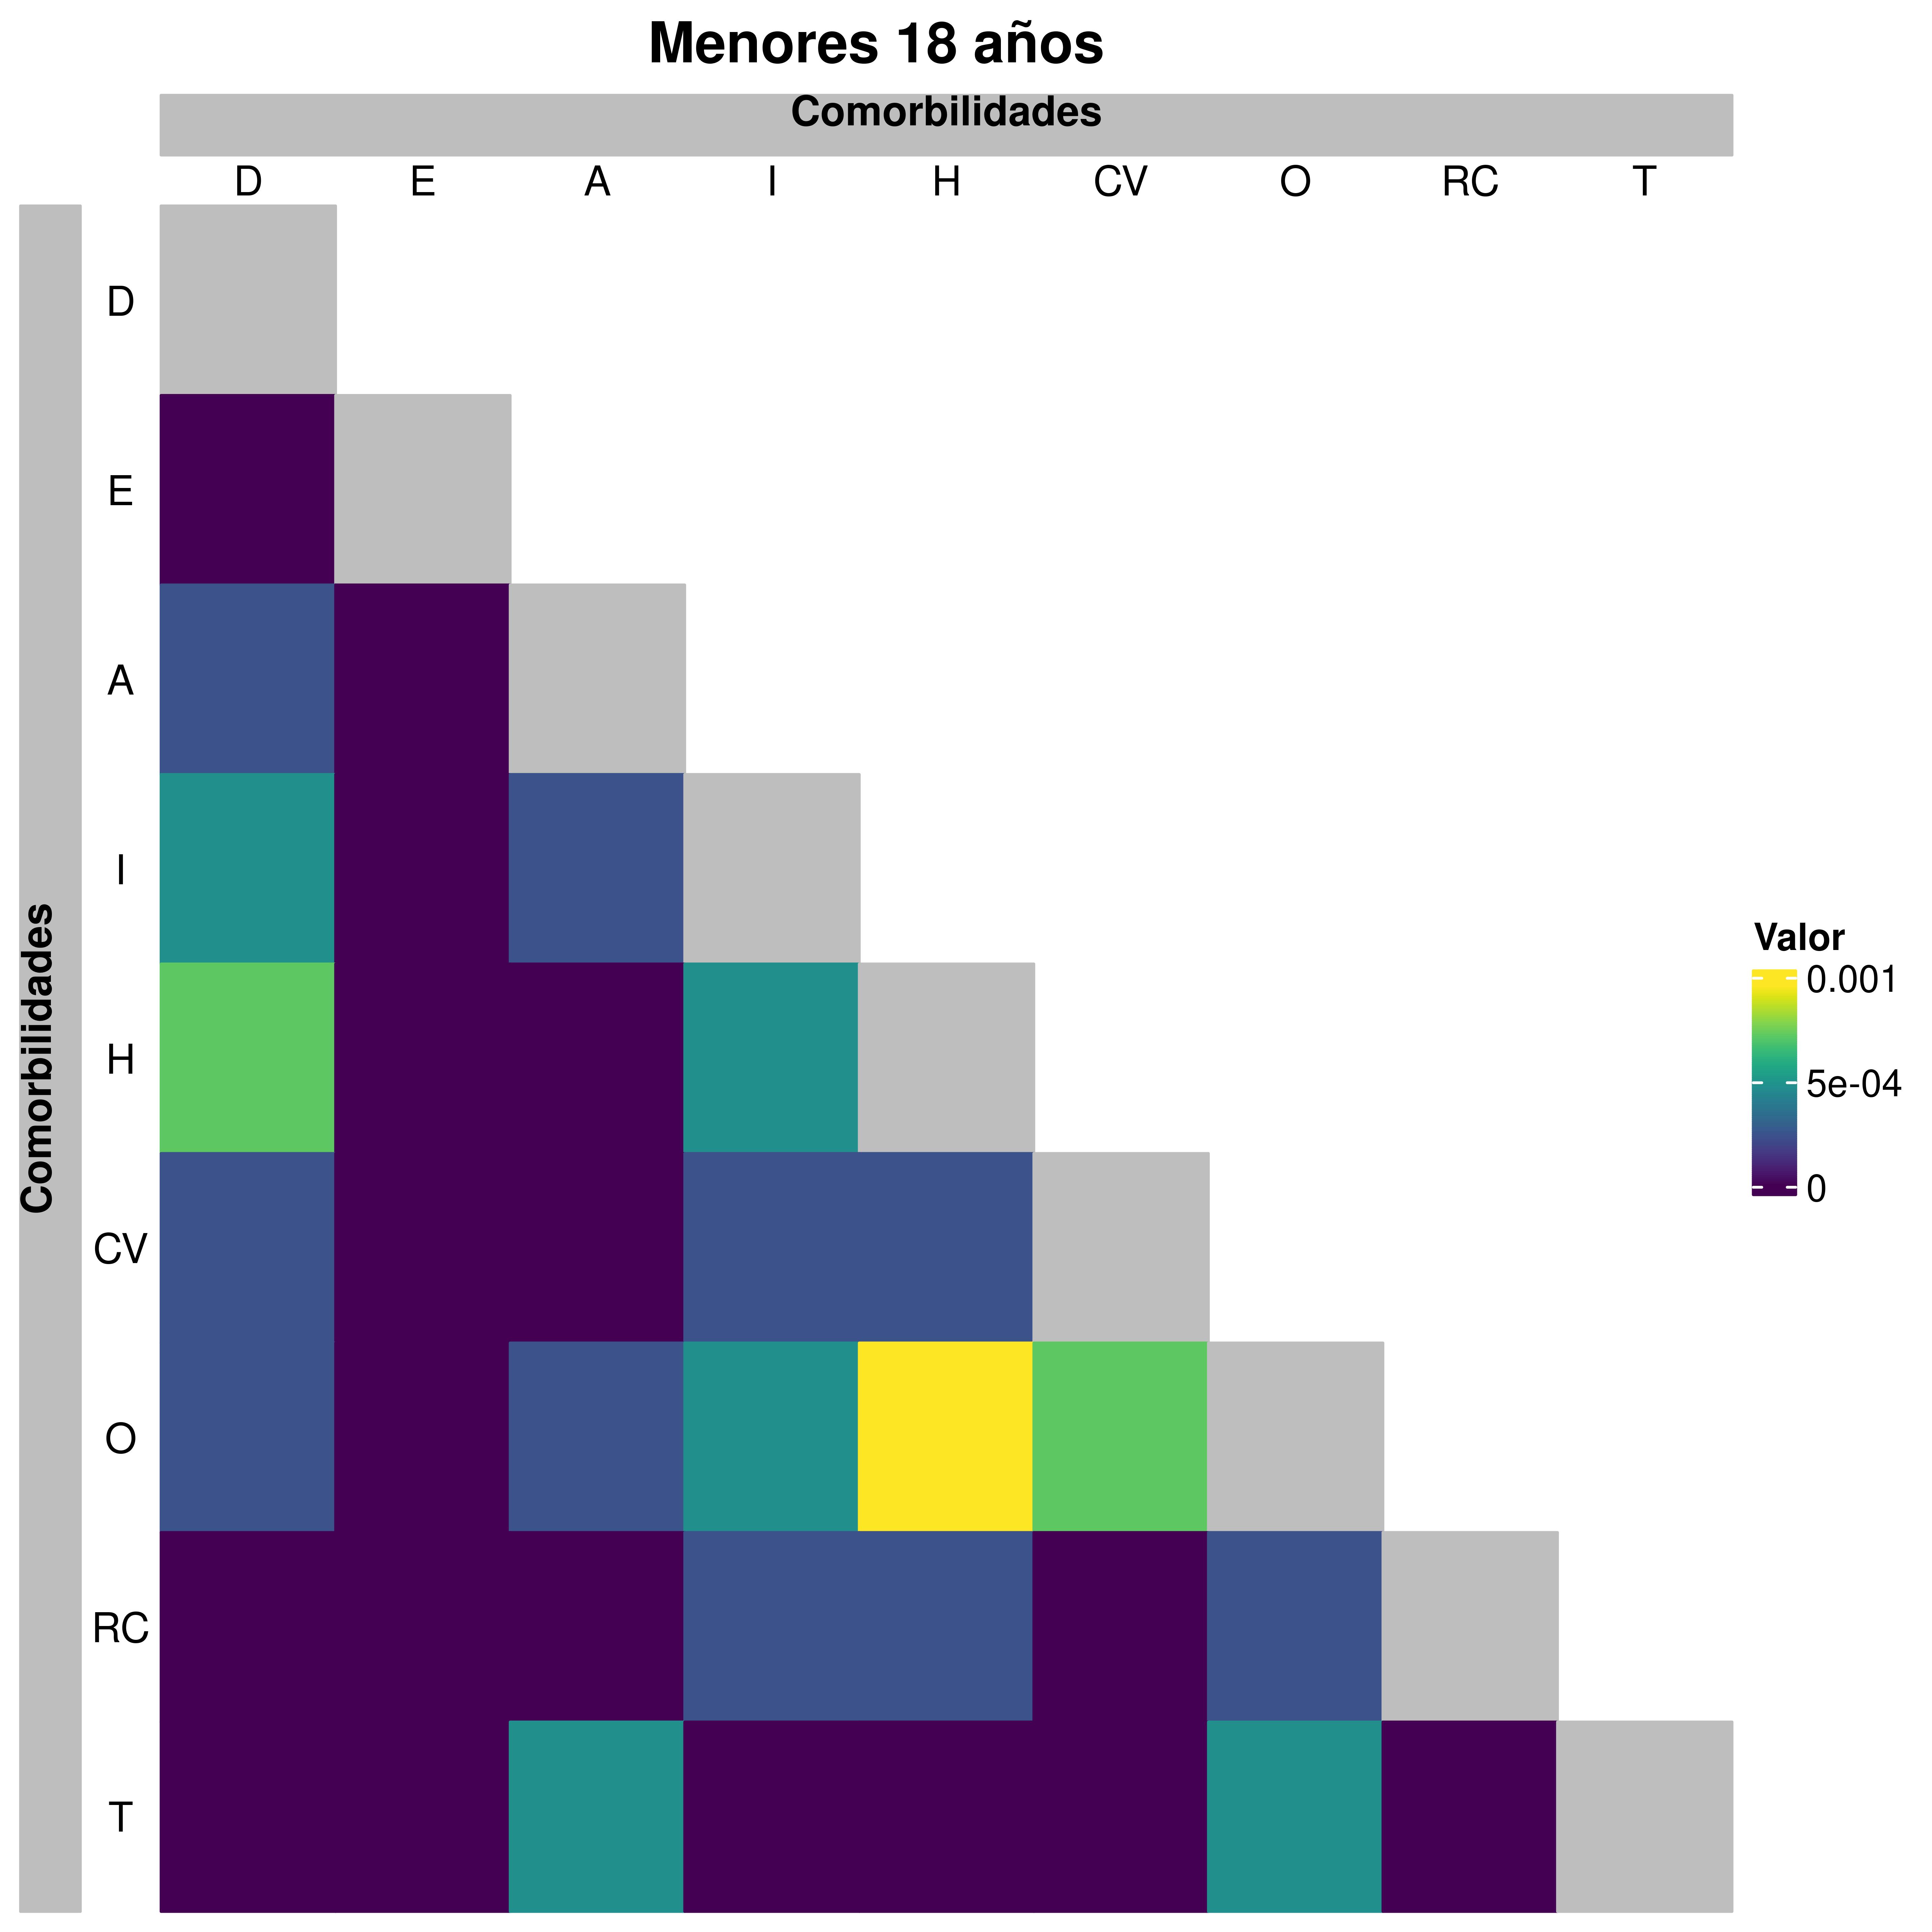 Menores 18 años
Comorbilidades
D E A I H CV O RC T
D
E
A
I
H
CV
O
RC
T
Comorbilidades
Valor
0.001
5e-04
0